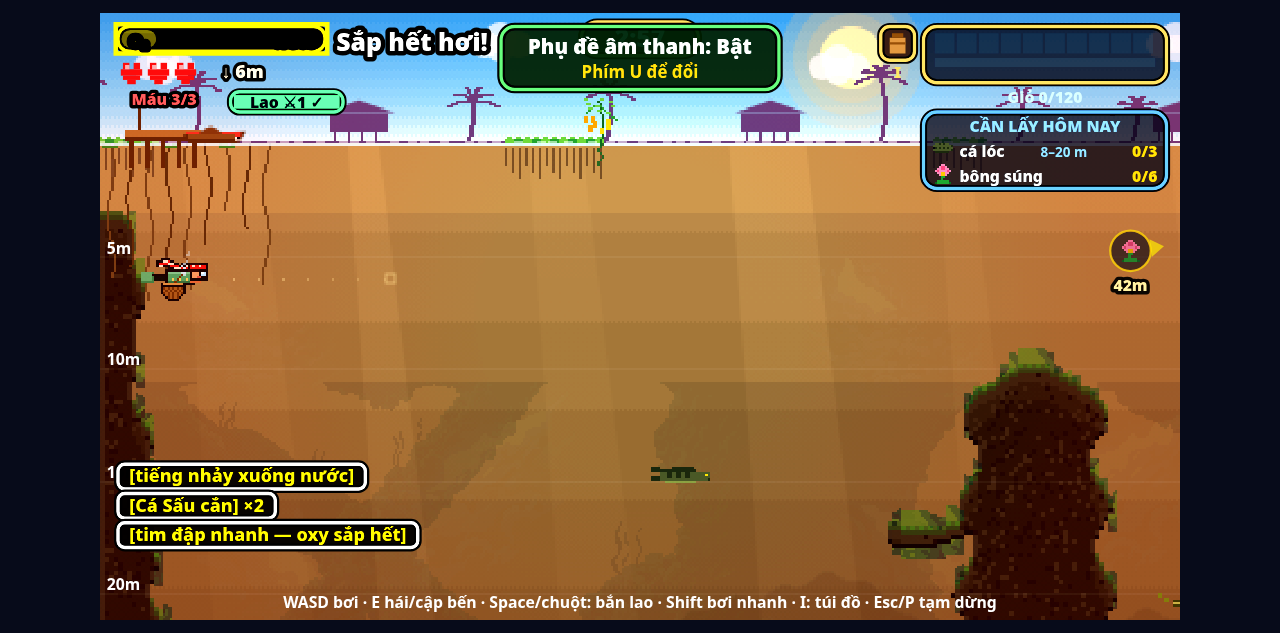 Sắp hết hơi!
Phụ đề âm thanh: Bật
Phím U để đổi
↓ 6m
Máu 3/3
Lao ⚔1 ✓
Giỏ 0/120
CẦN LẤY HÔM NAY
cá lóc 8–20 m 0/3
bông súng 0/6
5m
42m
10m
[tiếng nhảy xuống nước]
[Cá Sấu cắn] ×2
[tim đập nhanh — oxy sắp hết]
20m
WASD bơi · E hái/cập bến · Space/chuột: bắn lao · Shift bơi nhanh · I: túi đồ · Esc/P tạm dừng